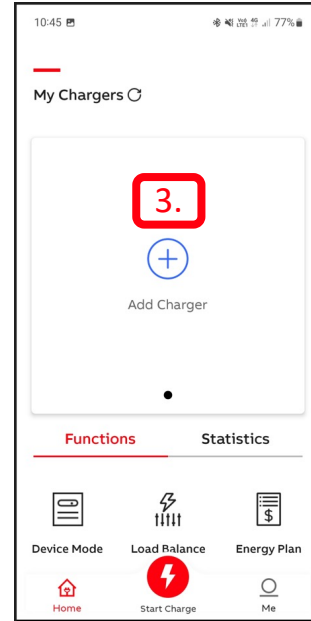 10:45 77%
My Chargers
3.
Add Charger
Functions Statistics
$
Device Mode Load Balance Energy Plan
Home Start Charge Me